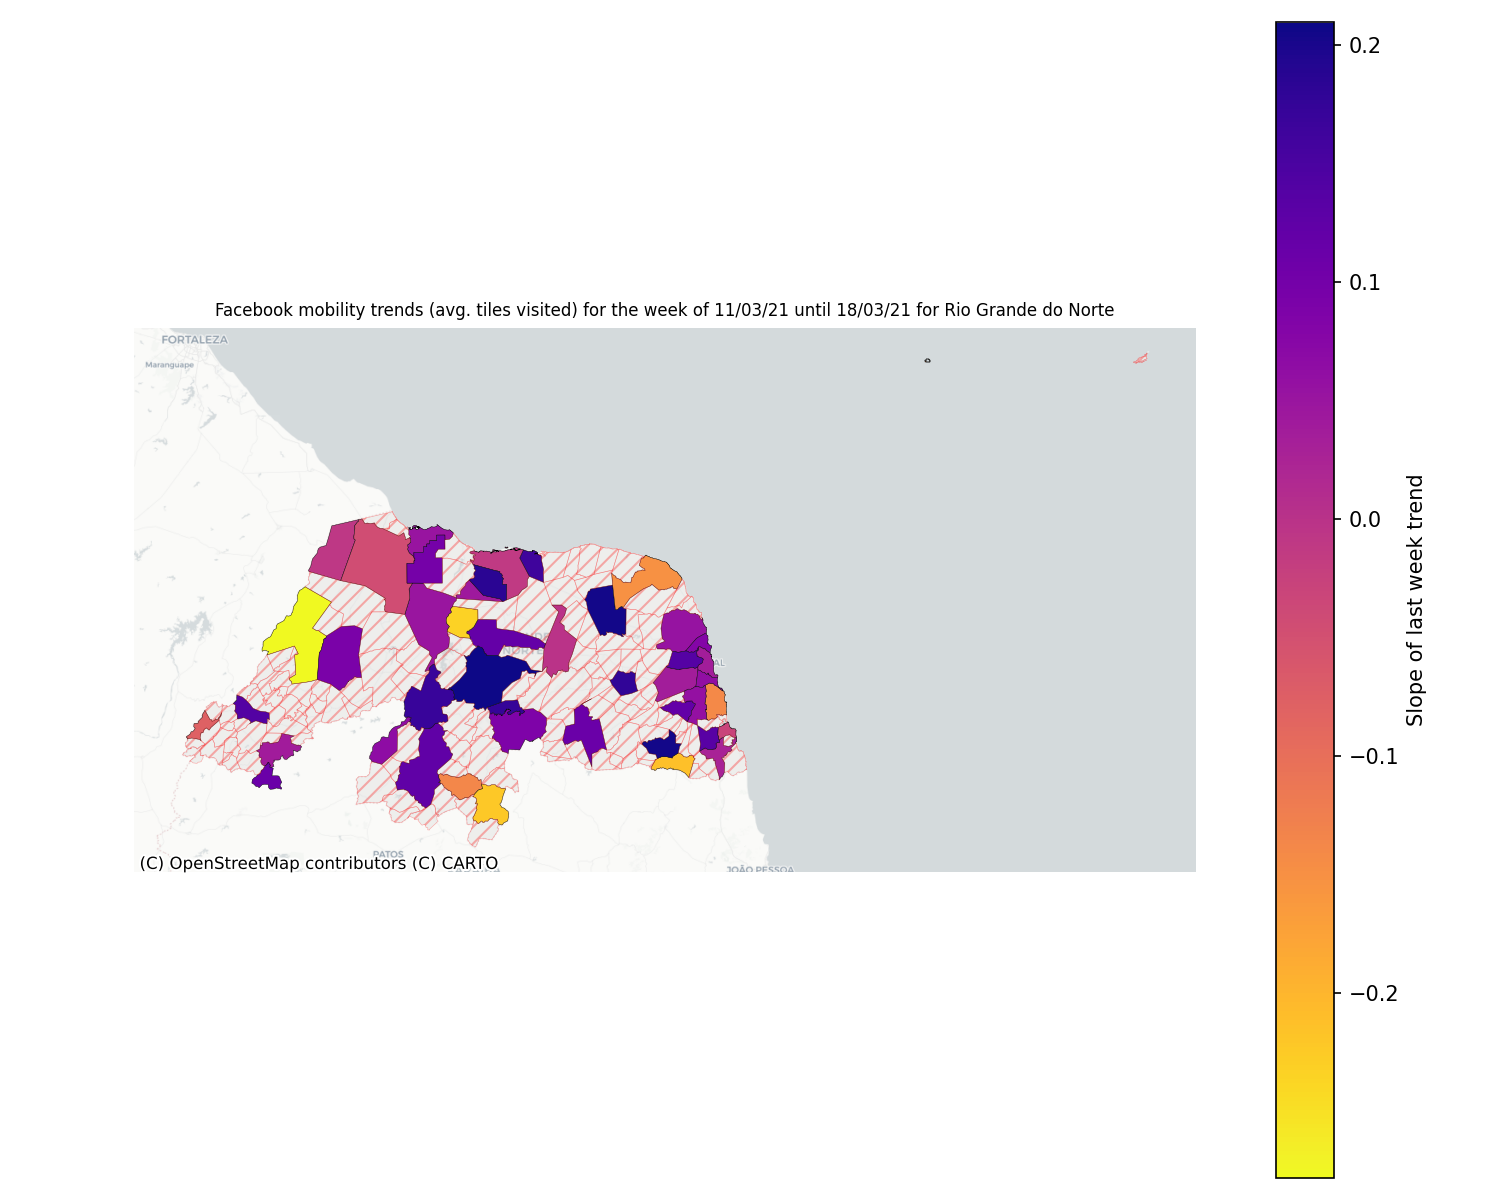 Facebook mobility trends (avg. tiles visited) for the week of 11/03/21 until 18/03/21 for Rio Grande do Norte
FORTALEZA
Maranguape
PATOS
JOÃO PESSOA
(C) OpenStreetMap contributors (C) CARTO
0.2
0.1
0.0
−0.1
−0.2
Slope of last week trend